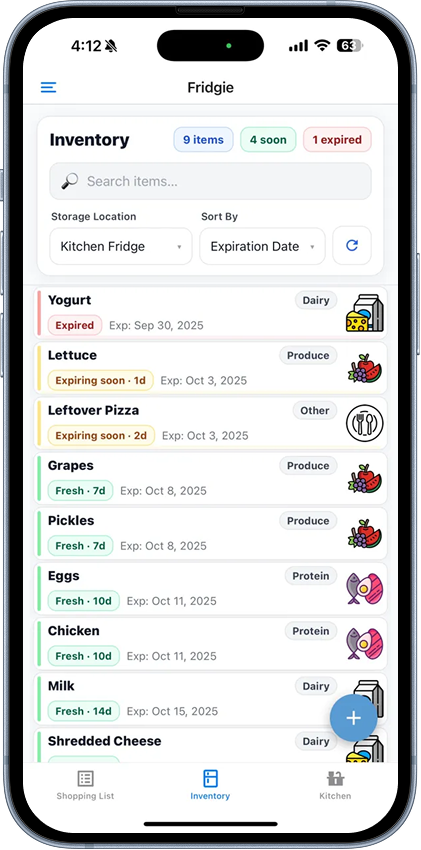 4:12
63
Fridgie
Inventory
9 items
4 soon
1 expired
Search items...
Storage Location
Sort By
Kitchen Fridge
Expiration Date
Yogurt
Dairy
Expired
Exp: Sep 30, 2025
Lettuce
Produce
Expiring soon · 1d
Exp: Oct 3, 2025
Leftover Pizza
Other
Expiring soon · 2d
Exp: Oct 3, 2025
Grapes
Produce
Fresh · 7d
Exp: Oct 8, 2025
Pickles
Produce
Fresh · 7d
Exp: Oct 8, 2025
Eggs
Protein
Fresh · 10d
Exp: Oct 11, 2025
Chicken
Protein
Fresh · 10d
Exp: Oct 11, 2025
Milk
Dairy
Fresh · 14d
Exp: Oct 15, 2025
Shredded Cheese
Dairy
Shopping List
Inventory
Kitchen